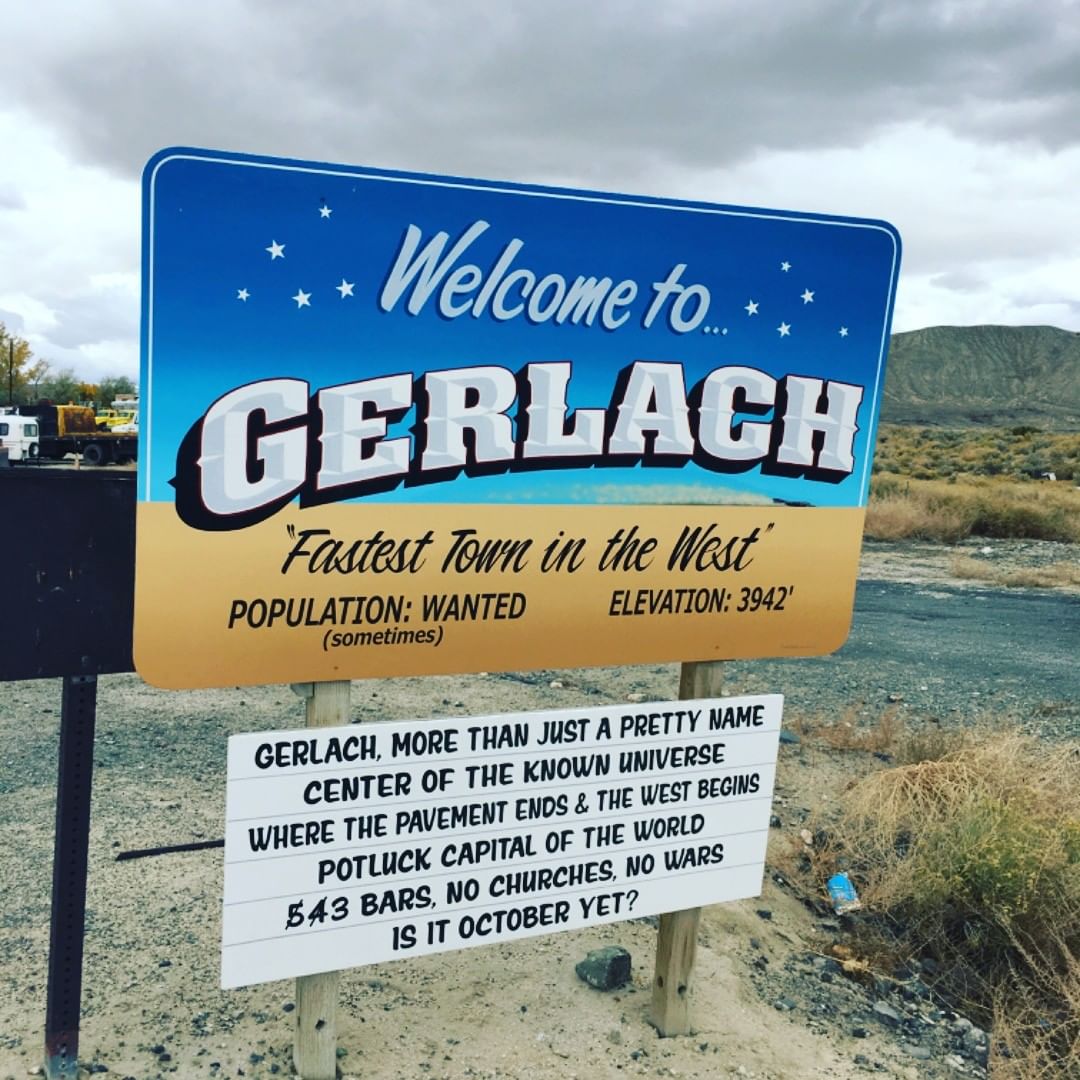 Welcome to...
GERLACH
"Fastest Town in the West"
POPULATION: WANTED
(sometimes)
ELEVATION: 3942'
GERLACH, MORE THAN JUST A PRETTY NAME
CENTER OF THE KNOWN UNIVERSE
WHERE THE PAVEMENT ENDS & THE WEST BEGINS
POTLUCK CAPITAL OF THE WORLD
543 BARS, NO CHURCHES, NO WARS
IS IT OCTOBER YET?